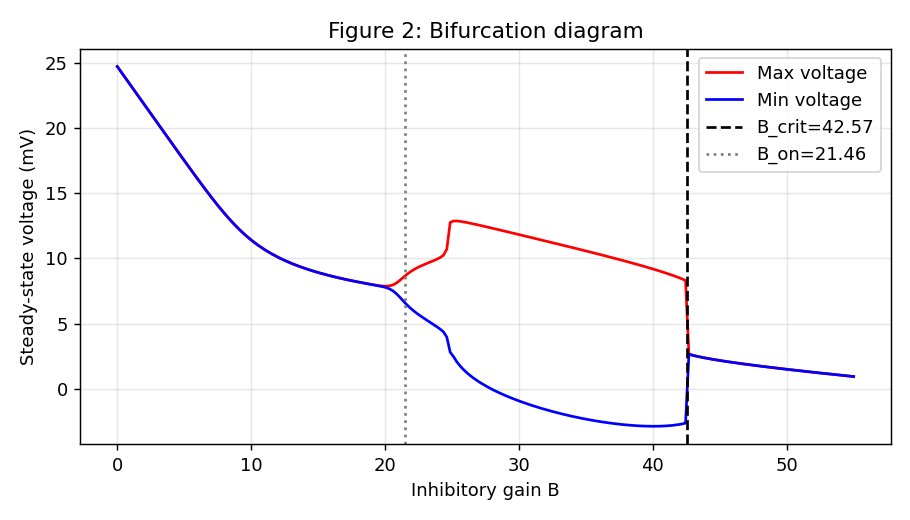 Figure 2: Bifurcation diagram
Steady-state voltage (mV)
25
20
15
10
5
0
0
10
20
30
40
50
Inhibitory gain B
Max voltage
Min voltage
B_crit=42.57
B_on=21.46